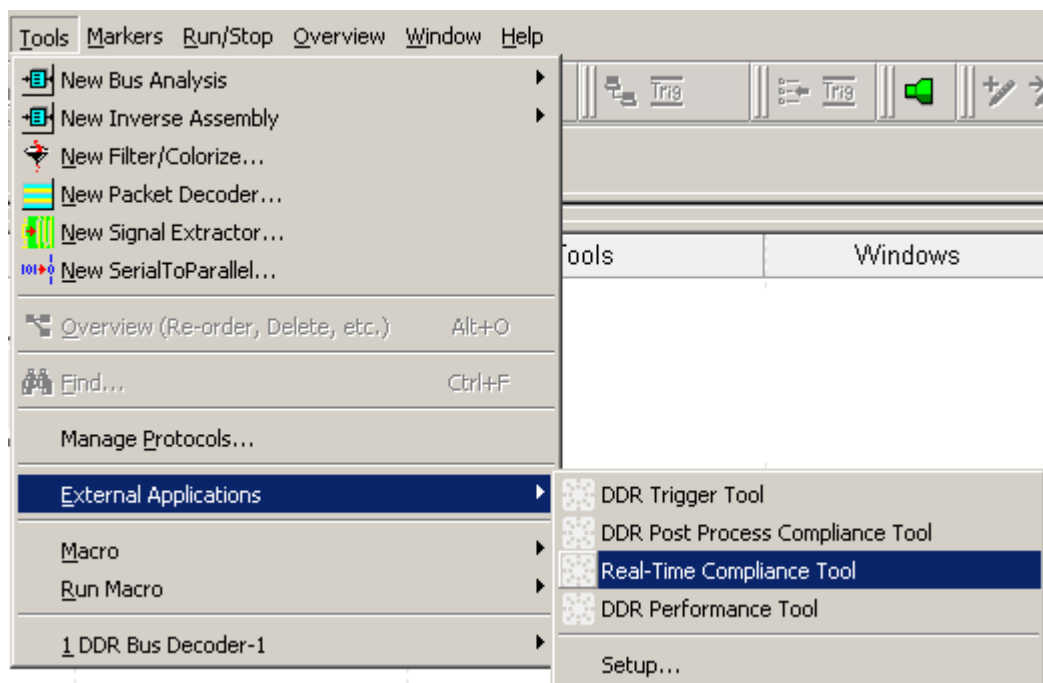 Tools Markers Run/Stop Overview Window Help
New Bus Analysis
New Inverse Assembly
New Filter/Colorize...
New Packet Decoder...
New Signal Extractor...
New SerialToParallel...
Overview (Re-order, Delete, etc.) Alt+O
Find... Ctrl+F
Manage Protocols...
External Applications
Macro
Run Macro
1 DDR Bus Decoder-1
Trig Trig
ools Windows
DDR Trigger Tool
DDR Post Process Compliance Tool
Real-Time Compliance Tool
DDR Performance Tool
Setup...